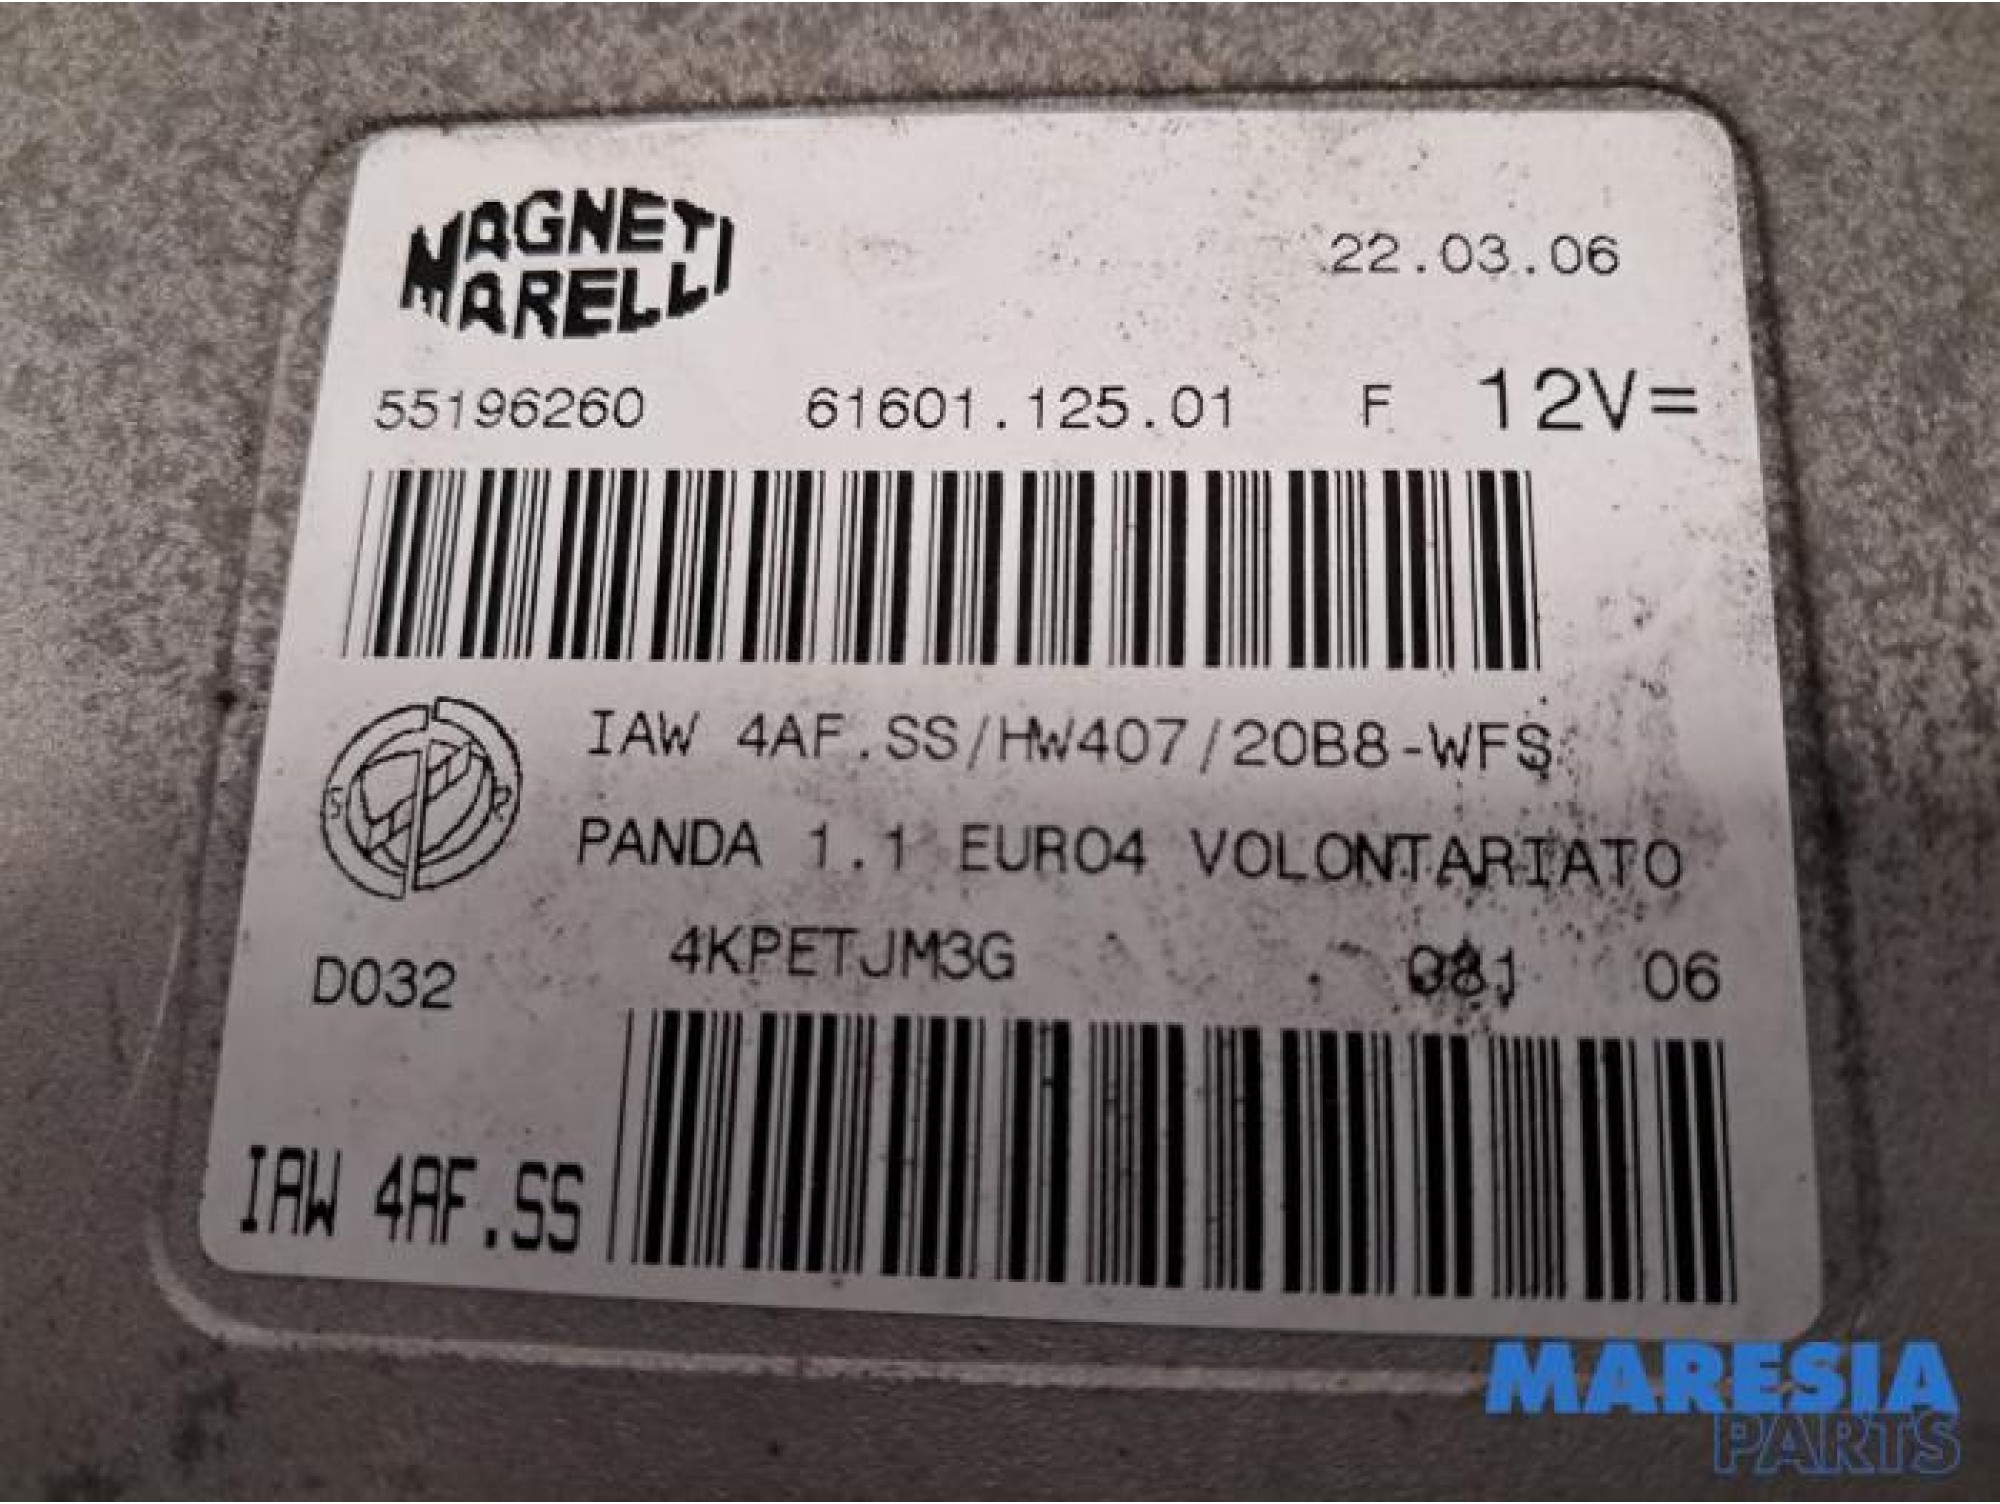 MAGNETI
MARELLI
22.03.06
55196260 61601.125.01 F 12V=
IAW 4AF.SS/HW407/20B8-WFS
PANDA 1.1 EURO4 VOLONTARIATO
D032 4KPETJM3G 06
IAW 4AF.SS
MARESIA
PARTS